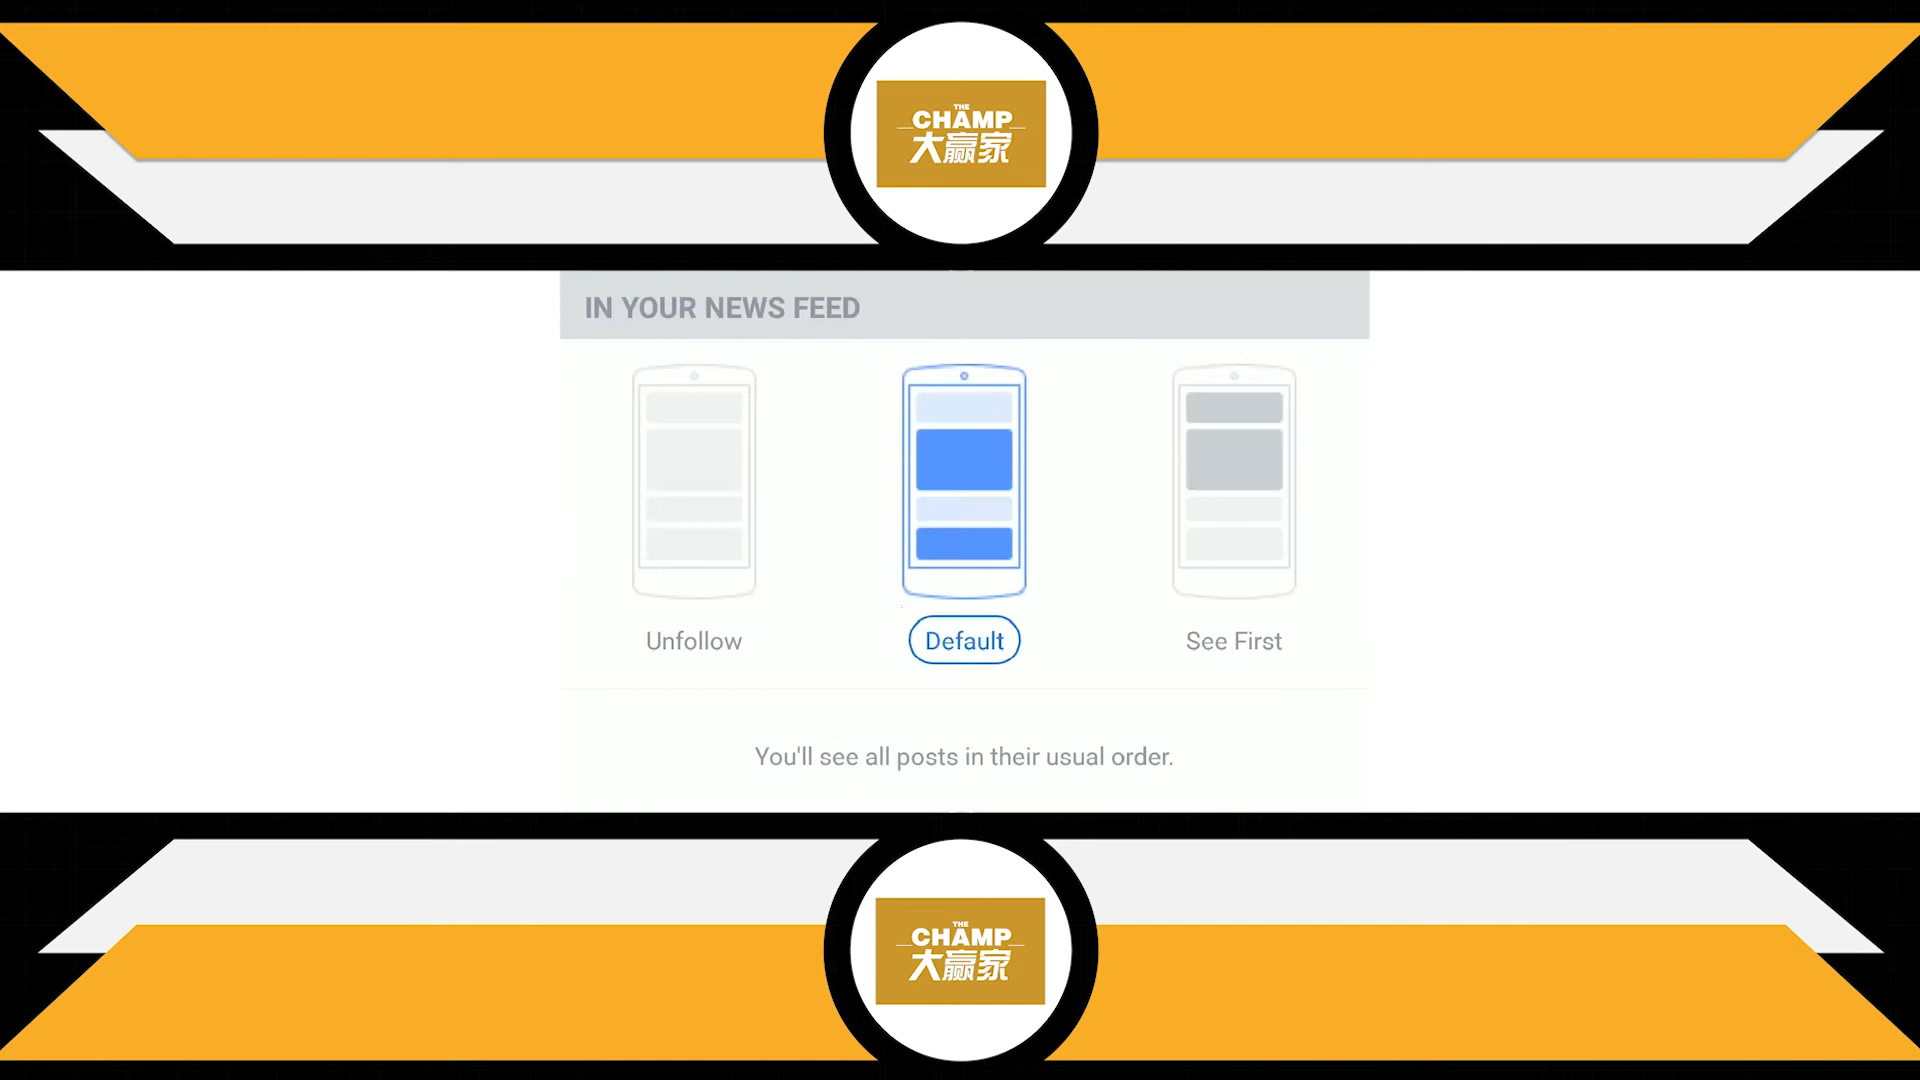 THE
CHAMP
大赢家
IN YOUR NEWS FEED
Unfollow
Default
See First
You'll see all posts in their usual order.
THE
CHAMP
大赢家